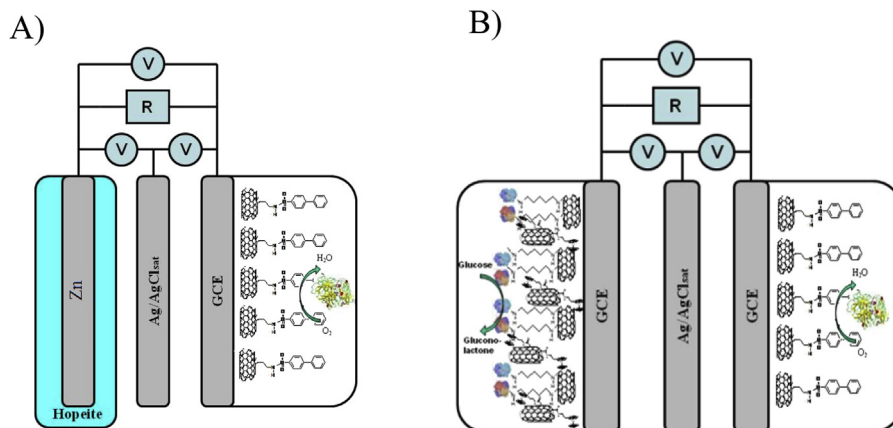 A)
V
R
V
V
Zn
Hopeite
Ag/AgClsat
GCE
H₂O
O₂
B)
V
R
V
V
Glucose
Glucono-
lactone
GCE
Ag/AgClsat
GCE
H₂O
O₂